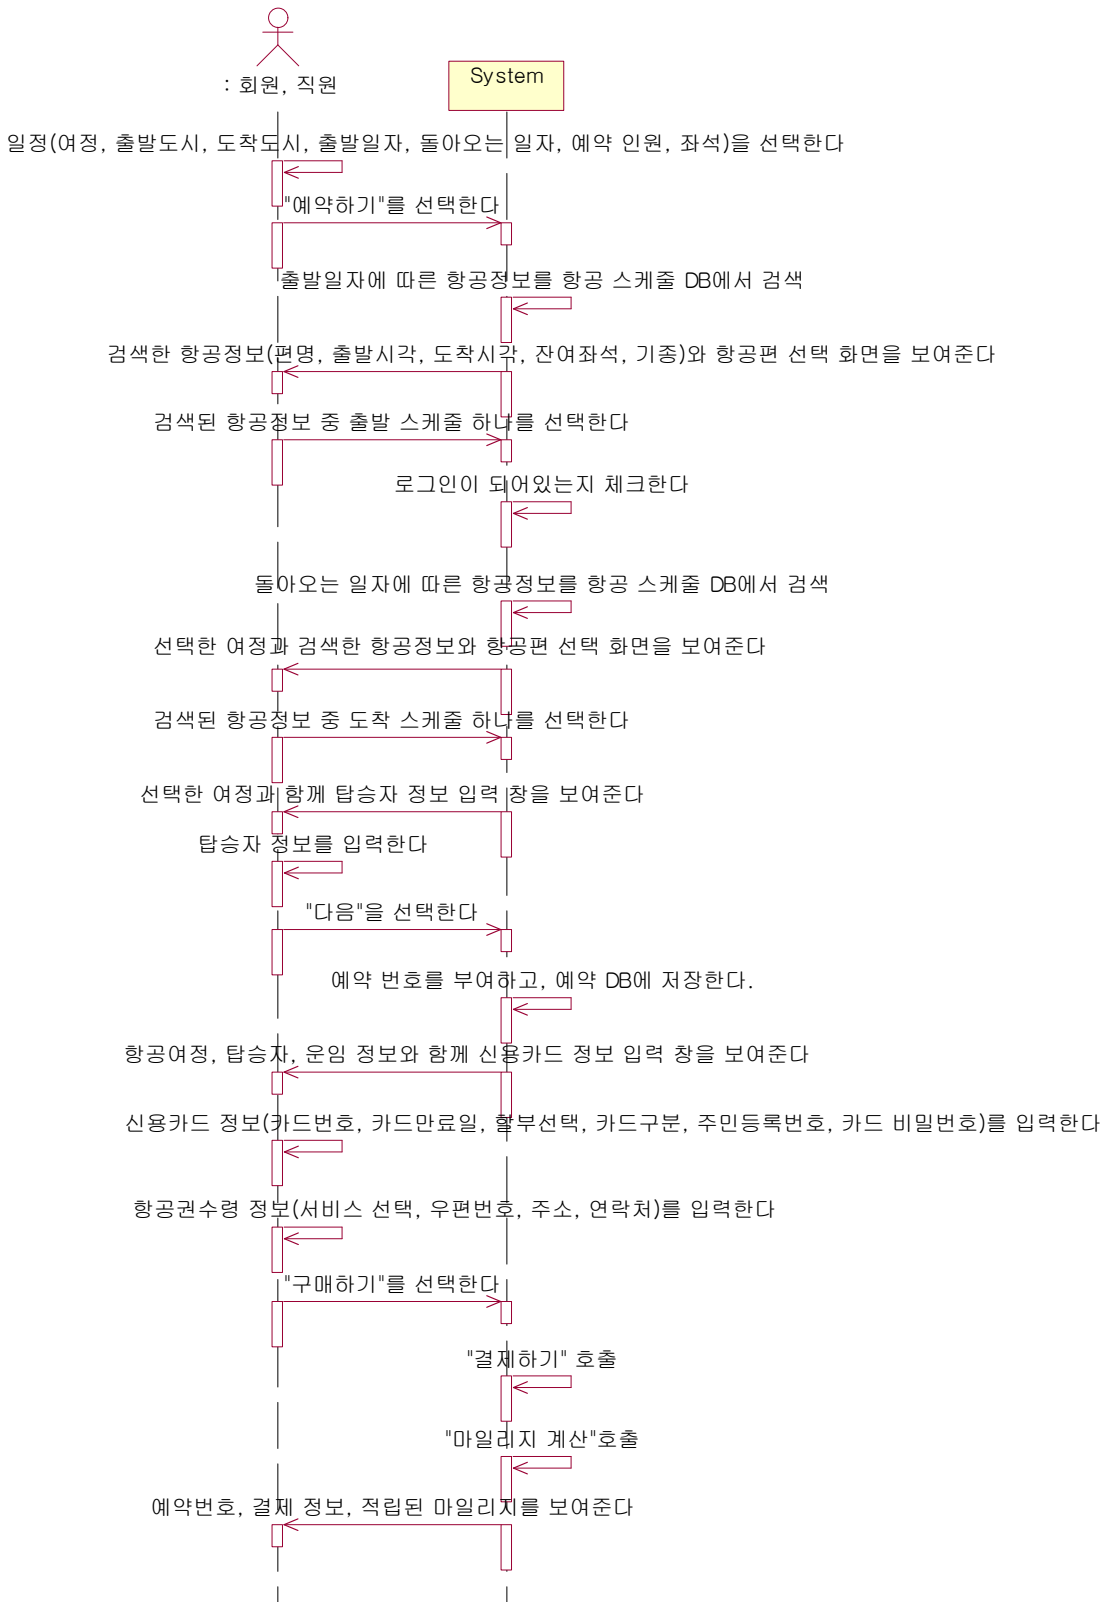 : 회원, 직원
System
일정(여정, 출발도시, 도착도시, 출발일자, 돌아오는 일자, 예약 인원, 좌석)을 선택한다
"예약하기"를 선택한다
출발일자에 따른 항공정보를 항공 스케줄 DB에서 검색
검색한 항공정보(편명, 출발시각, 도착시각, 잔여좌석, 기종)와 항공편 선택 화면을 보여준다
검색된 항공정보 중 출발 스케줄 하나를 선택한다
로그인이 되어있는지 체크한다
돌아오는 일자에 따른 항공정보를 항공 스케줄 DB에서 검색
선택한 여정과 검색한 항공정보와 항공편 선택 화면을 보여준다
검색된 항공정보 중 도착 스케줄 하나를 선택한다
선택한 여정과 함께 탑승자 정보 입력 창을 보여준다
탑승자 정보를 입력한다
"다음"을 선택한다
예약 번호를 부여하고, 예약 DB에 저장한다.
항공여정, 탑승자, 운임 정보와 함께 신용카드 정보 입력 창을 보여준다
신용카드 정보(카드번호, 카드만료일, 할부선택, 카드구분, 주민등록번호, 카드 비밀번호)를 입력한다
항공권수령 정보(서비스 선택, 우편번호, 주소, 연락처)를 입력한다
"구매하기"를 선택한다
"결제하기" 호출
"마일리지 계산"호출
예약번호, 결제 정보, 적립된 마일리지를 보여준다